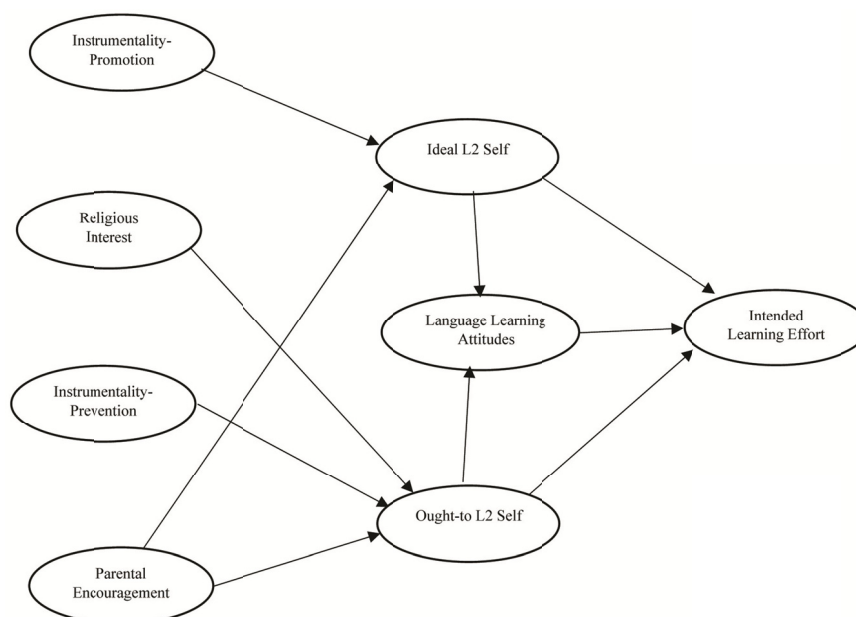 Instrumentality-
Promotion
Ideal L2 Self
Religious
Interest
Language Learning
Attitudes
Intended
Learning Effort
Instrumentality-
Prevention
Ought-to L2 Self
Parental
Encouragement